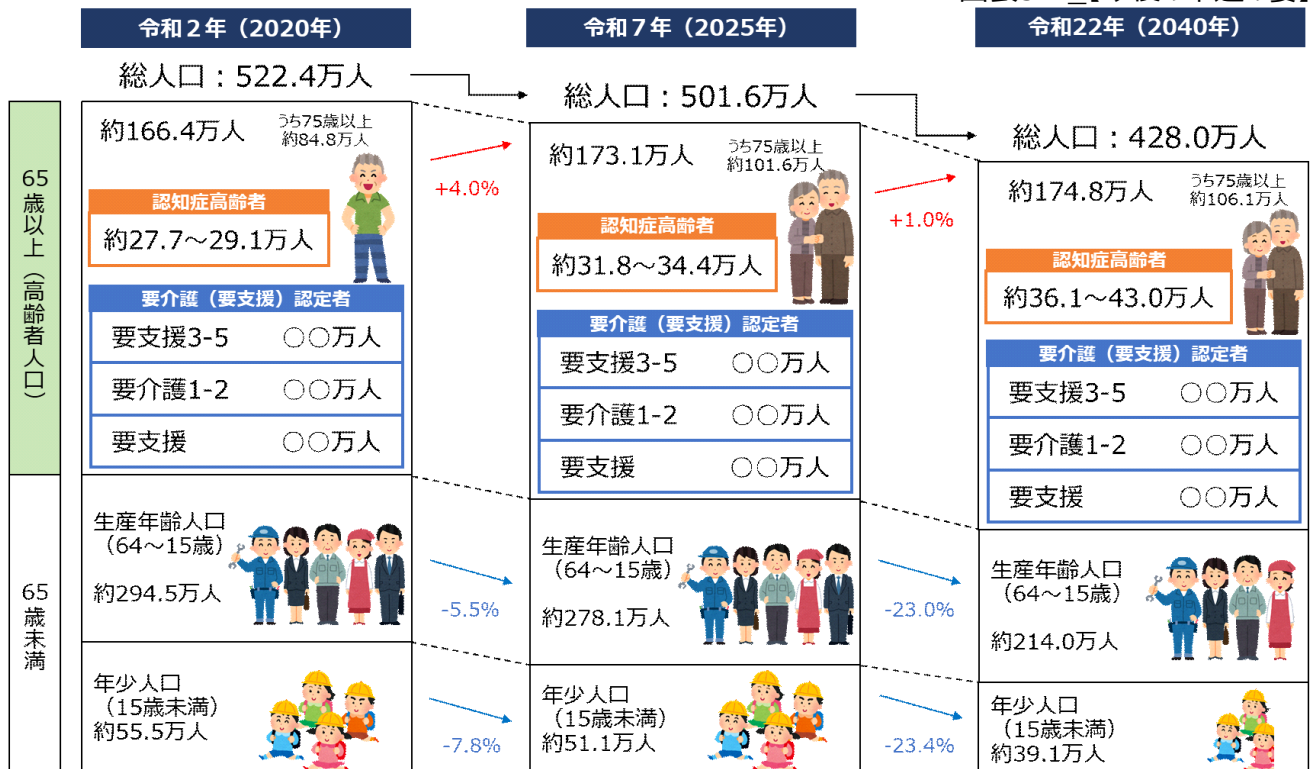 令和２年（2020年）
令和７年（2025年）
令和22年（2040年）
総人口：522.4万人
総人口：501.6万人
総人口：428.0万人
65歳以上（高齢者人口）
約166.4万人
うち75歳以上
約84.8万人
認知症高齢者
約27.7～29.1万人
要介護（要支援）認定者
要支援3-5 ○○万人
要介護1-2 ○○万人
要支援 ○○万人
+4.0%
約173.1万人
うち75歳以上
約101.6万人
認知症高齢者
約31.8～34.4万人
要介護（要支援）認定者
要支援3-5 ○○万人
要介護1-2 ○○万人
要支援 ○○万人
+1.0%
約174.8万人
うち75歳以上
約106.1万人
認知症高齢者
約36.1～43.0万人
要介護（要支援）認定者
要支援3-5 ○○万人
要介護1-2 ○○万人
要支援 ○○万人
65歳未満
生産年齢人口
（64～15歳）
約294.5万人
-5.5%
生産年齢人口
（64～15歳）
約278.1万人
-23.0%
生産年齢人口
（64～15歳）
約214.0万人
年少人口
（15歳未満）
約55.5万人
-7.8%
年少人口
（15歳未満）
約51.1万人
-23.4%
年少人口
（15歳未満）
約39.1万人